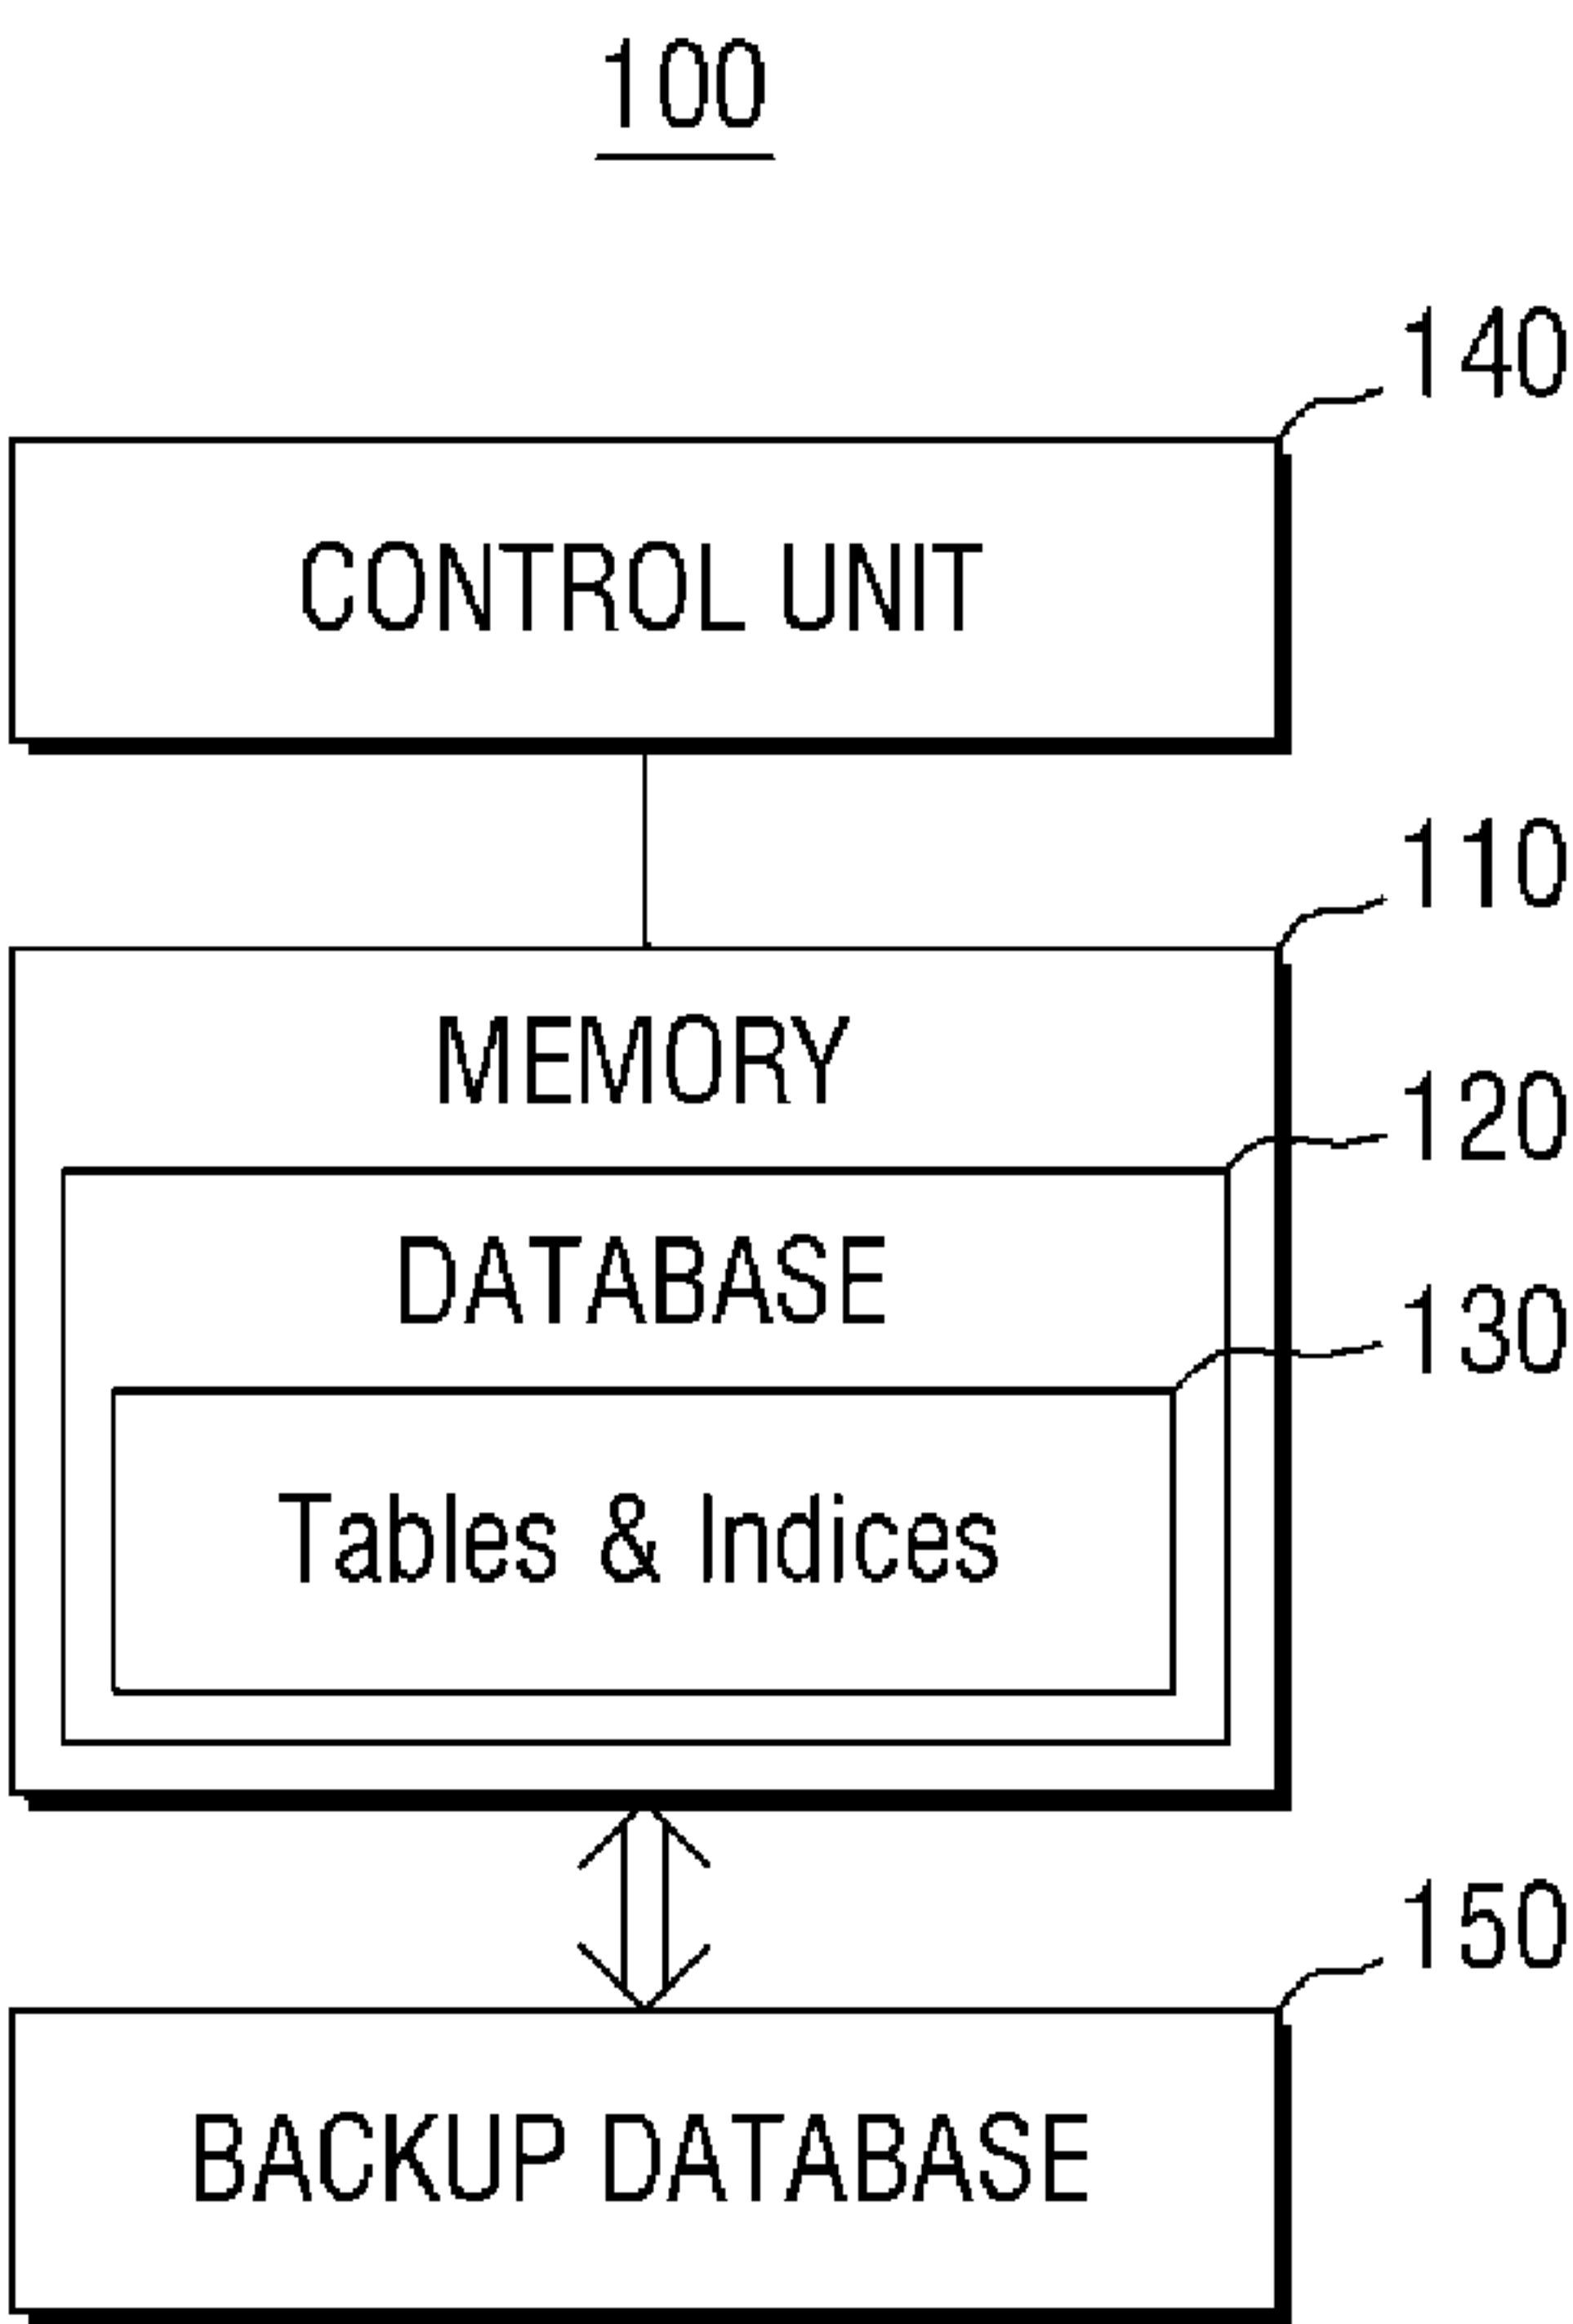 100
140
CONTROL UNIT
110
MEMORY
120
DATABASE
130
Tables & Indices
150
BACKUP DATABASE